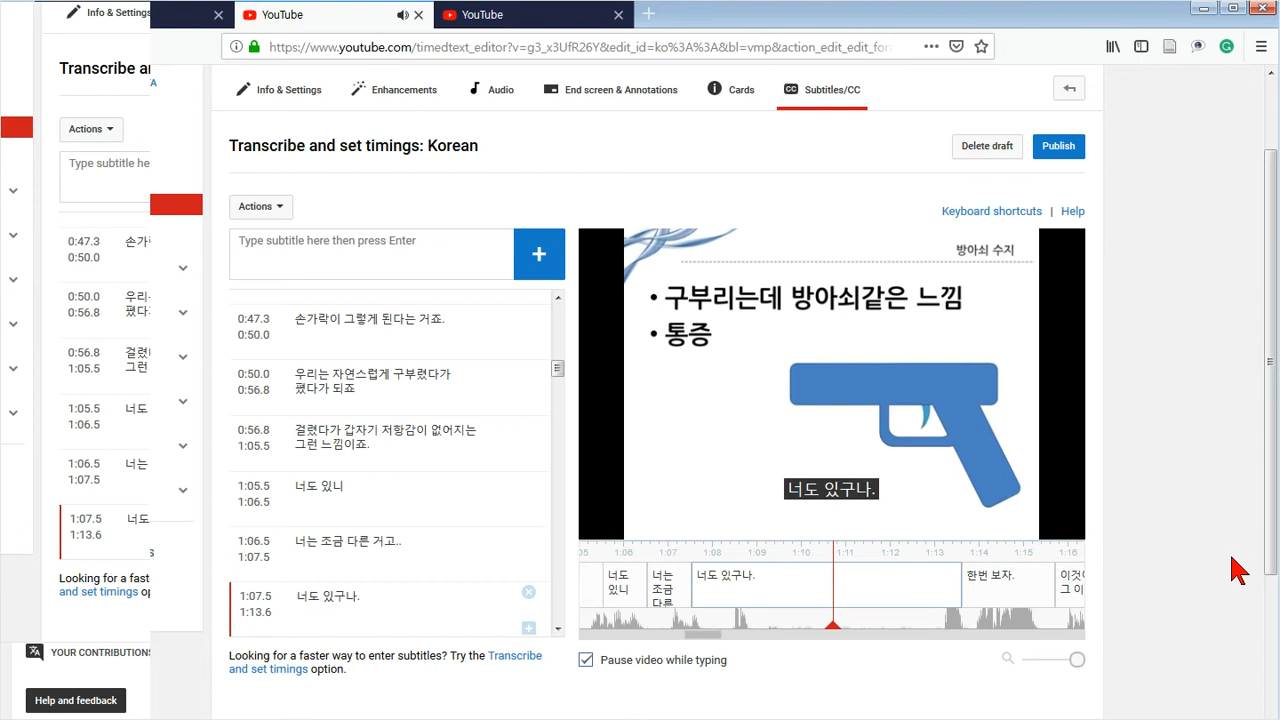 Info & Settings
YouTube
YouTube
https://www.youtube.com/timedtext_editor?v=g3_x3UfR26Y&edit_id=ko%3A%3A&bl=vmp&action_edit_edit_for
Info & Settings
Enhancements
Audio
End screen & Annotations
Cards
CC
Subtitles/CC
Transcribe and set timings: Korean
Delete draft
Publish
Actions
Keyboard shortcuts | Help
Type subtitle here then press Enter
+
0:47.3
0:50.0
손가락이 그렇게 된다는 거죠.
0:50.0
0:56.8
우리는 자연스럽게 구부렸다가
폈다가 되죠
0:56.8
1:05.5
걸렸다가 갑자기 저항감이 없어지는
그런 느낌이죠.
1:05.5
1:06.5
너도 있니
1:06.5
1:07.5
너는 조금 다른 거고..
1:07.5
1:13.6
너도 있구나.
Looking for a faster way to enter subtitles? Try the Transcribe
and set timings option.
방아쇠 수지
• 구부리는데 방아쇠같은 느낌
• 통증
너도 있구나.
05 1:06 1:07 1:08 1:09 1:10 1:11 1:12 1:13 1:14 1:15 1:16
너도
있니
너는
조금
다른
너도 있구나.
한번 보자.
이것이
그 이
Pause video while typing
Transcribe a
Actions
Type subtitle he
0:47.3
0:50.0
손가
0:50.0
0:56.8
우리
폈다
0:56.8
1:05.5
걸렸
그런
1:05.5
1:06.5
너도
1:06.5
1:07.5
너는
1:07.5
1:13.6
너도
Looking for a fast
and set timings op
YOUR CONTRIBUTIONS
Help and feedback